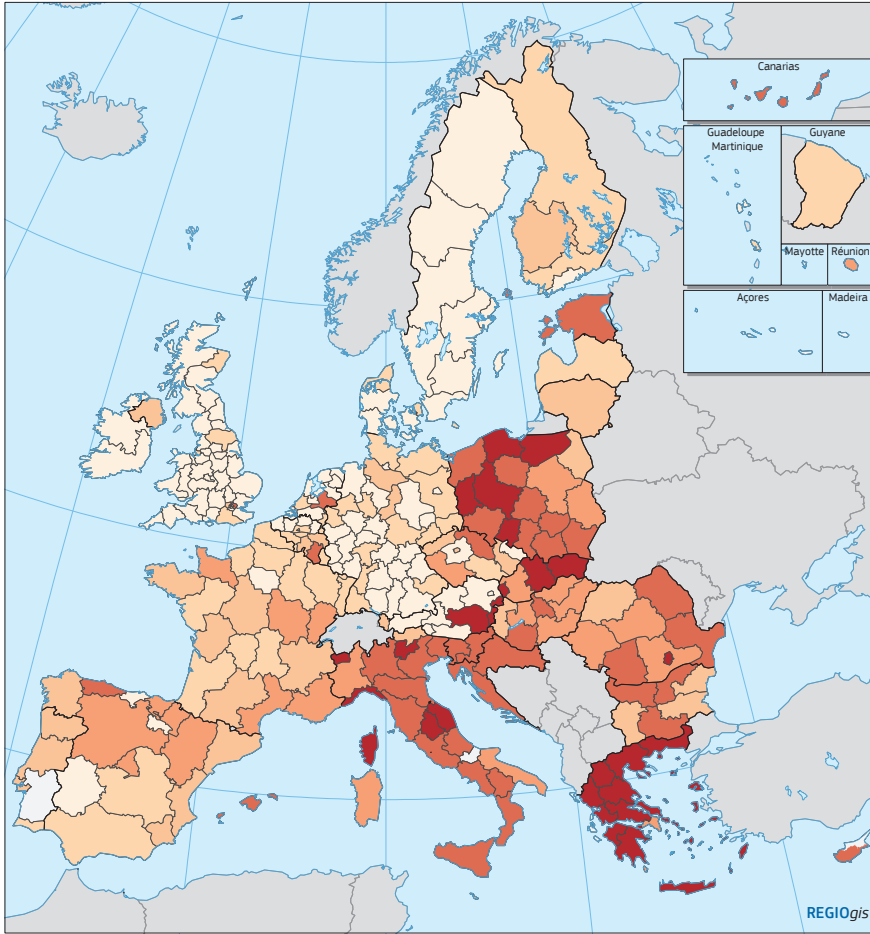 Canarias
Guadeloupe
Martinique
Guyane
Mayotte
Réunion
Açores
Madeira
REGIOgis